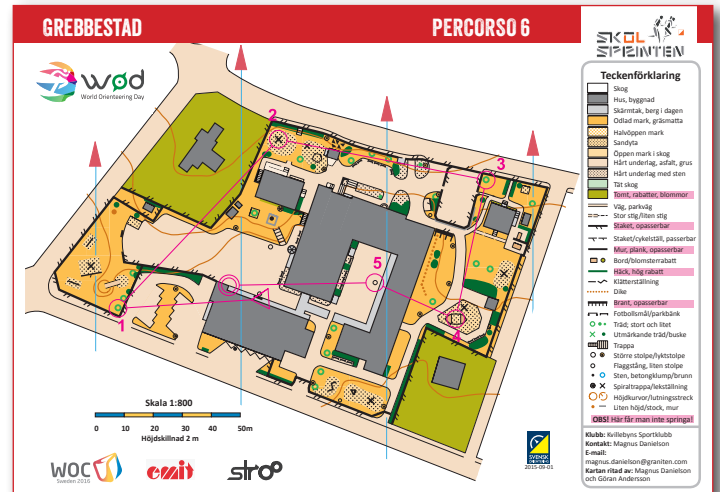 GREBBESTAD
PERCORSO 6
SKOL
SPRINTEN
wød
World Orienteering Day
2
3
5
1
4
Teckenförklaring
Skog
Hus, byggnad
Skärmtak, berg i dagen
Odlad mark, gräsmatta
Halvöppen mark
Sandyta
Öppen mark i skog
Hårt underlag, asfalt, grus
Hårt underlag med sten
Tät skog
Tomt, rabatter, blommor
Väg, parkväg
Stor stig/liten stig
Staket, opasserbar
Staket/cykelställ, passerbar
Mur, plank, opasserbar
Bord/blomsterrabatt
Häck, hög rabatt
Klätterställning
Dike
Brant, opasserbar
Fotbollsmål/parkbänk
Träd; stort och litet
Utmärkande träd/buske
Trappa
Större stolpe/lyktstolpe
Flaggstång, liten stolpe
Sten, betongklump/brunn
Spiraltrappa/lekställning
Höjdkurvor/lutningsstreck
Liten höjd/stock, mur
OBS! Här får man inte springa!
Klubb: Kvillebyns Sportklubb
Kontakt: Magnus Danielson
E-mail:
magnus.danielson@graniten.com
Kartan ritad av: Magnus Danielson
och Göran Andersson
Skala 1:800
0 10 20 30 40 50m
Höjdskillnad 2 m
WOC
Sweden 2016
emit
stroo
SVENSK
2015-09-01